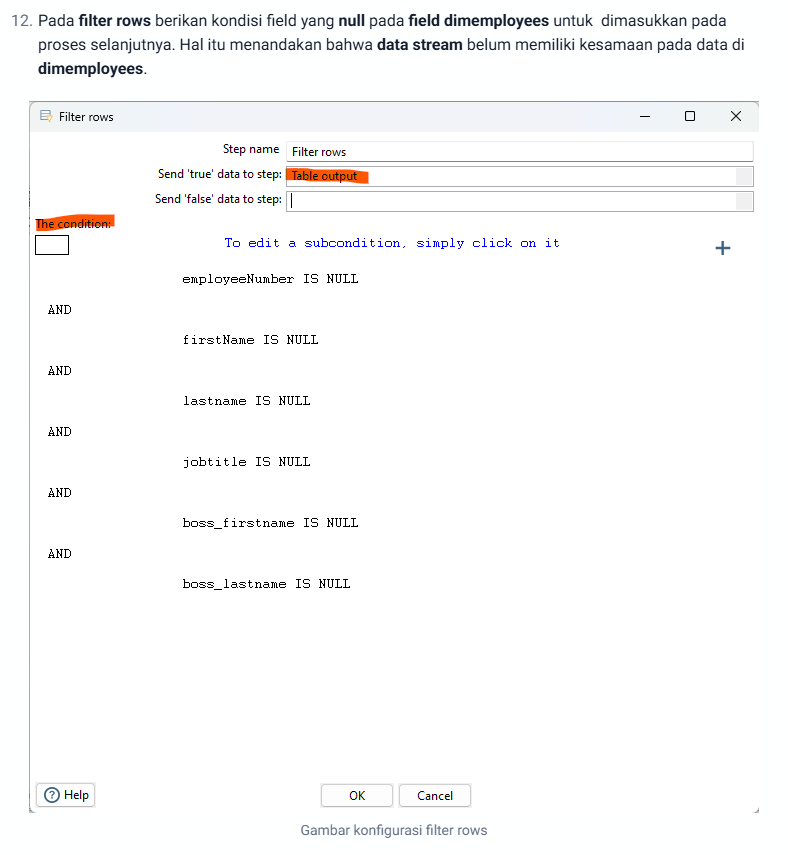 12. Pada filter rows berikan kondisi field yang null pada field dimemployees untuk dimasukkan pada
proses selanjutnya. Hal itu menandakan bahwa data stream belum memiliki kesamaan pada data di
dimemployees.
Filter rows
Step name Filter rows
Send 'true' data to step: Table output
Send 'false' data to step:
The condition:
To edit a subcondition, simply click on it
+
employeeNumber IS NULL
AND
firstName IS NULL
AND
lastname IS NULL
AND
jobtitle IS NULL
AND
boss_firstname IS NULL
AND
boss_lastname IS NULL
? Help OK Cancel
Gambar konfigurasi filter rows